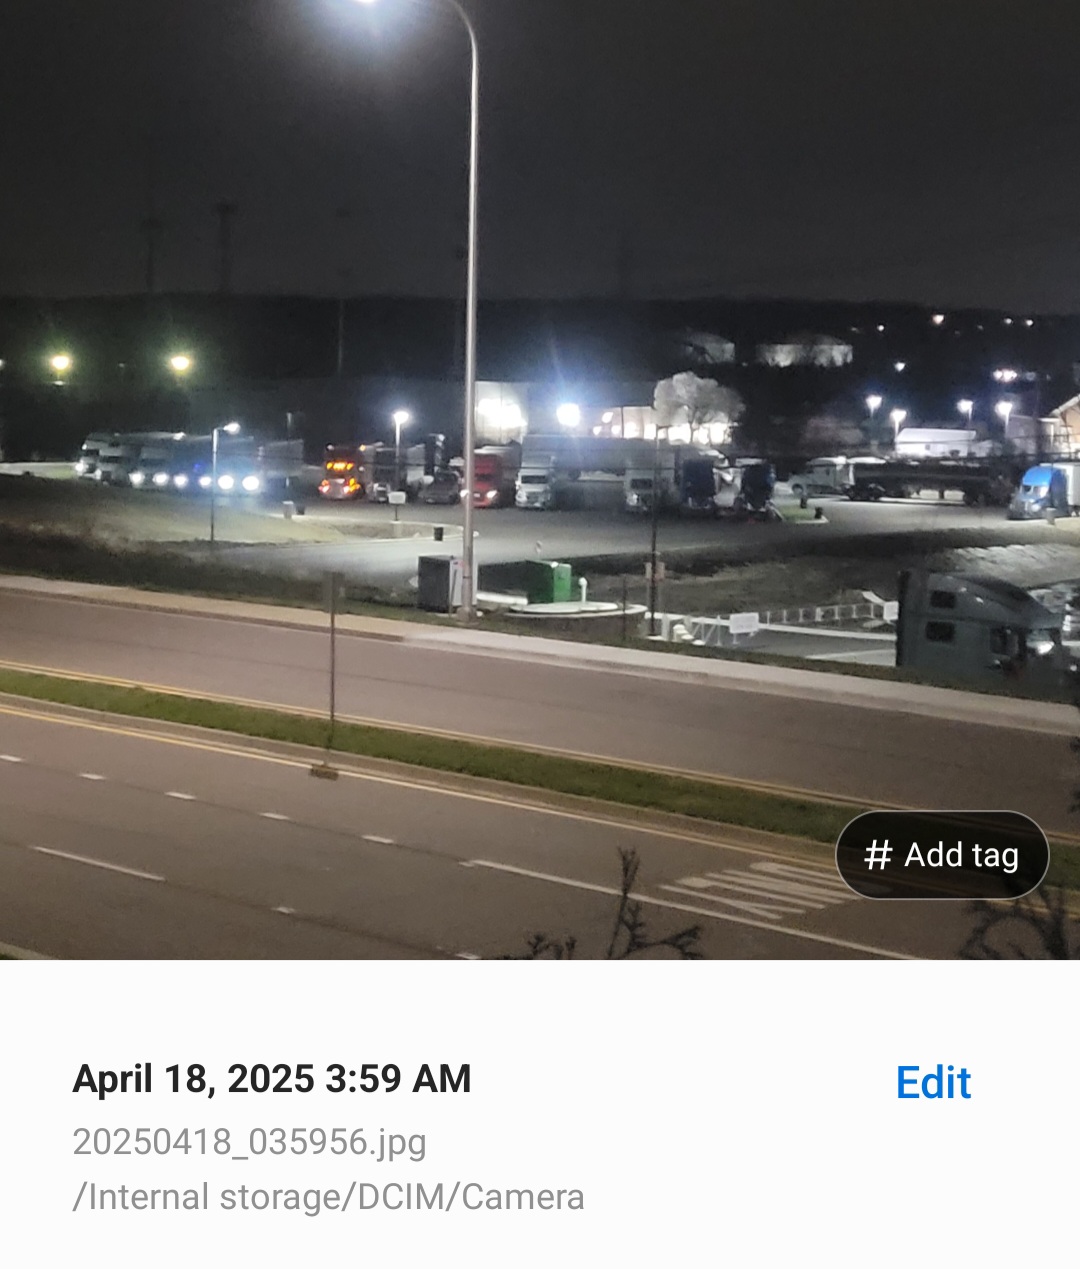 # Add tag
April 18, 2025 3:59 AM
Edit
20250418_035956.jpg
/Internal storage/DCIM/Camera